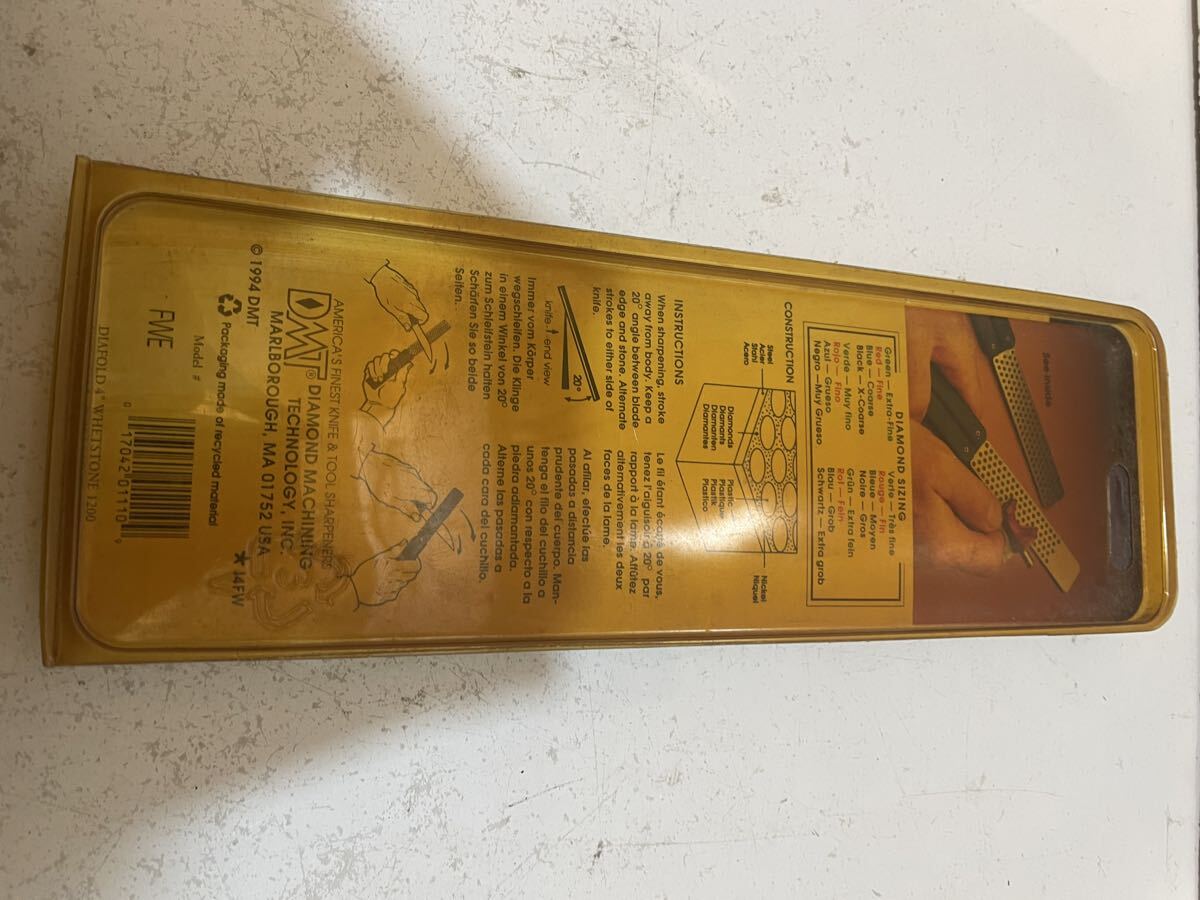 See inside
DIAMOND SIZING
Green — Extra-Fine
Red — Fine
Blue — Coarse
Black — X-Coarse
Verde — Muy fino
Rojo — Fino
Azul — Grueso
Negro — Muy Grueso
Verte — Très fine
Rouge — Fin
Bleue — Moyen
Noire — Gros
Grün — Extra fein
Rot — Fein
Blau — Grob
Schwartz — Extra grob
CONSTRUCTION
Steel
Acier
Stahl
Acero
Diamonds
Diamants
Diamanten
Diamantes
Plastic
Plastique
Plastik
Plastico
Nickel
Niquel
INSTRUCTIONS
When sharpening, stroke
away from body. Keep a
20° angle between blade
edge and stone. Alternate
strokes to either side of
knife.
20°
knife end view
Immer vom Körper
wegschleifen. Die Klinge
in einem Winkel von 20°
zum Schleifstein halten
Schärfen Sie so beide
Seiten.
Le fil étant écarté de vous,
tenez l'aiguisoir à 20° par
rapport à la lame. Affûtez
alternativement les deux
faces de la lame.
Al afilar, efectúe las
pasadas a distancia
prudente del cuerpo. Man-
tenga el filo del cuchillo a
unos 20° con respecto a la
piedra adiamantada.
Alterne las pasadas a
cada cara del cuchillo.
AMERICA'S FINEST KNIFE & TOOL SHARPENERS
DMT® DIAMOND MACHINING
TECHNOLOGY, INC.
MARLBOROUGH, MA 01752 USA
© 1994 DMT
Packaging made of recycled material
★14FW
Model #
FWE
0 17042 01110 9
DIAFOLD 4" WHETSTONE 1200